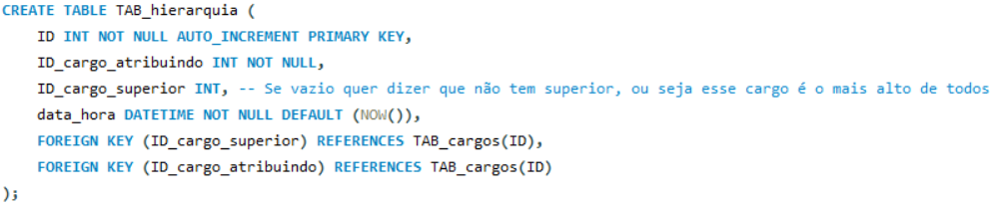 CREATE TABLE TAB_hierarquia (
    ID INT NOT NULL AUTO_INCREMENT PRIMARY KEY,
    ID_cargo_atribuindo INT NOT NULL,
    ID_cargo_superior INT, -- Se vazio quer dizer que não tem superior, ou seja esse cargo é o mais alto de todos
    data_hora DATETIME NOT NULL DEFAULT (NOW()),
    FOREIGN KEY (ID_cargo_superior) REFERENCES TAB_cargos(ID),
    FOREIGN KEY (ID_cargo_atribuindo) REFERENCES TAB_cargos(ID)
);